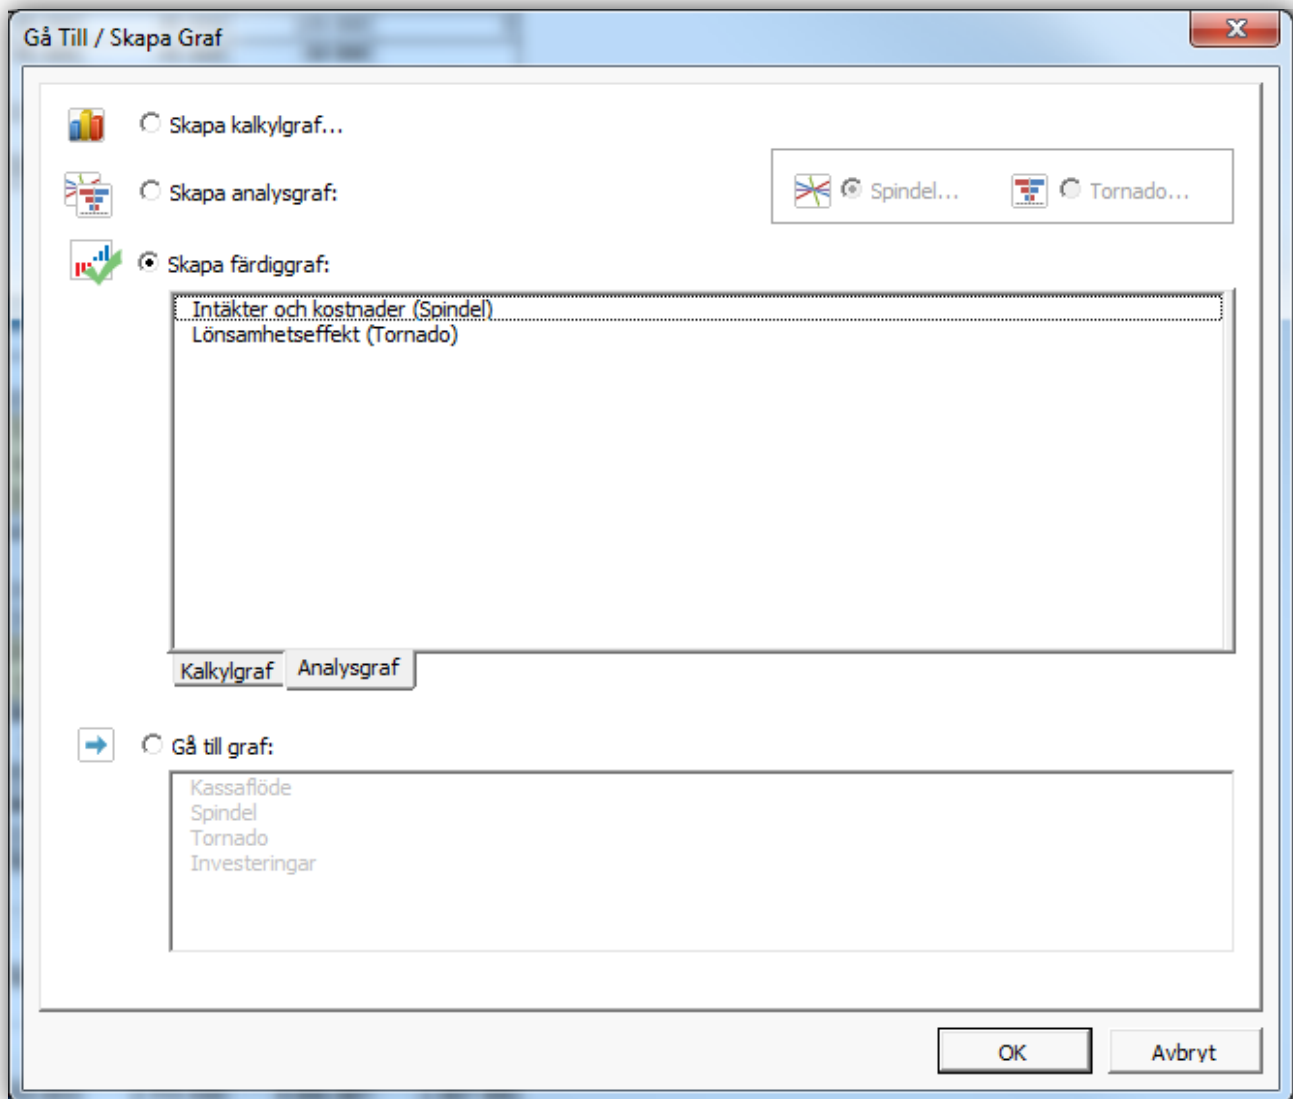 Gå Till / Skapa Graf
Skapa kalkylgraf...
Skapa analysgraf:
Spindel... Tornado...
Skapa färdiggraf:
Intäkter och kostnader (Spindel)
Lönsamhetseffekt (Tornado)
Kalkylgraf Analysgraf
Gå till graf:
Kassaflöde
Spindel
Tornado
Investeringar
OK Avbryt